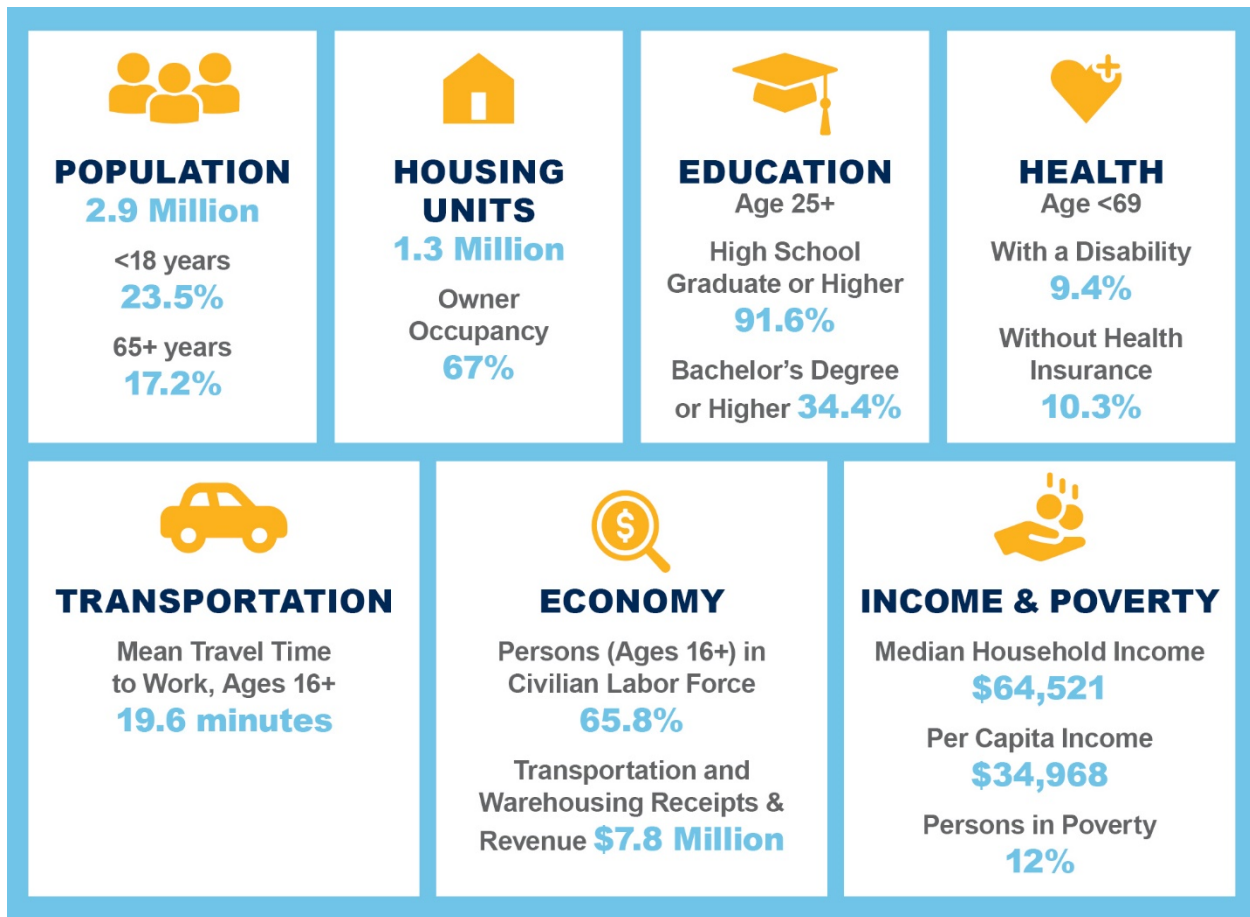 POPULATION
2.9 Million
<18 years
23.5%
65+ years
17.2%
HOUSING
UNITS
1.3 Million
Owner
Occupancy
67%
EDUCATION
Age 25+
High School
Graduate or Higher
91.6%
Bachelor’s Degree
or Higher 34.4%
HEALTH
Age <69
With a Disability
9.4%
Without Health
Insurance
10.3%
TRANSPORTATION
Mean Travel Time
to Work, Ages 16+
19.6 minutes
ECONOMY
Persons (Ages 16+) in
Civilian Labor Force
65.8%
Transportation and
Warehousing Receipts &
Revenue $7.8 Million
INCOME & POVERTY
Median Household Income
$64,521
Per Capita Income
$34,968
Persons in Poverty
12%